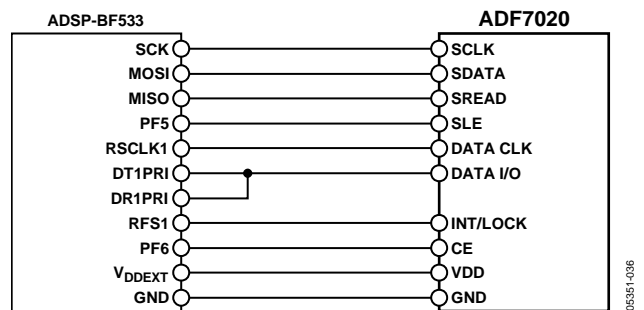 ADSP-BF533 ADF7020
SCK SCLK
MOSI SDATA
MISO SREAD
PF5 SLE
RSCLK1 DATA CLK
DT1PRI DATA I/O
DR1PRI
RFS1 INT/LOCK
PF6 CE
VDDEXT VDD
GND GND
05351-036